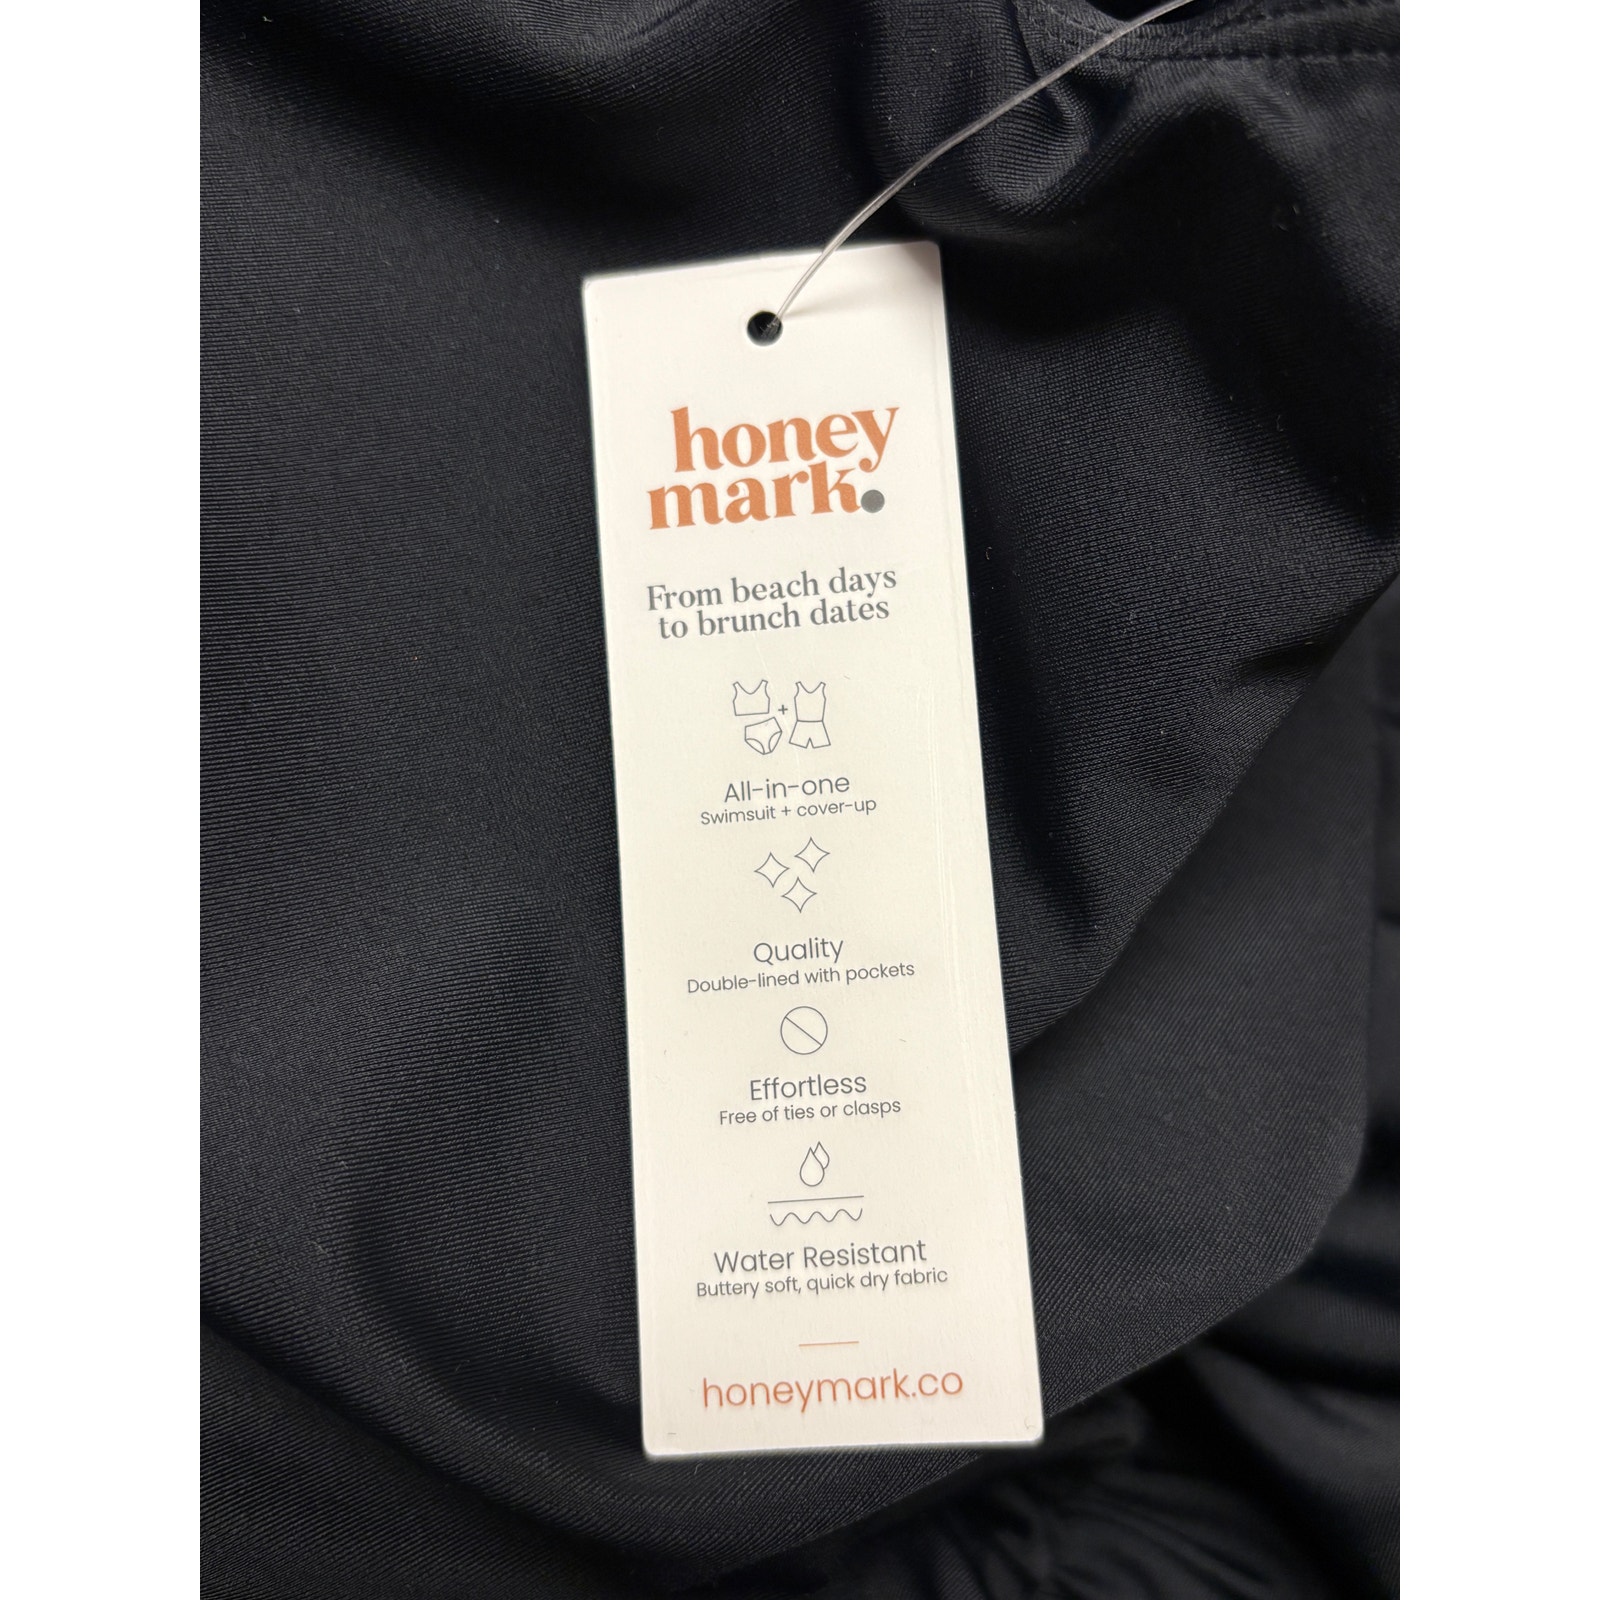 honey
mark.
From beach days
to brunch dates
+
All-in-one
Swimsuit + cover-up
Quality
Double-lined with pockets
Effortless
Free of ties or clasps
Water Resistant
Buttery soft, quick dry fabric
honeymark.co